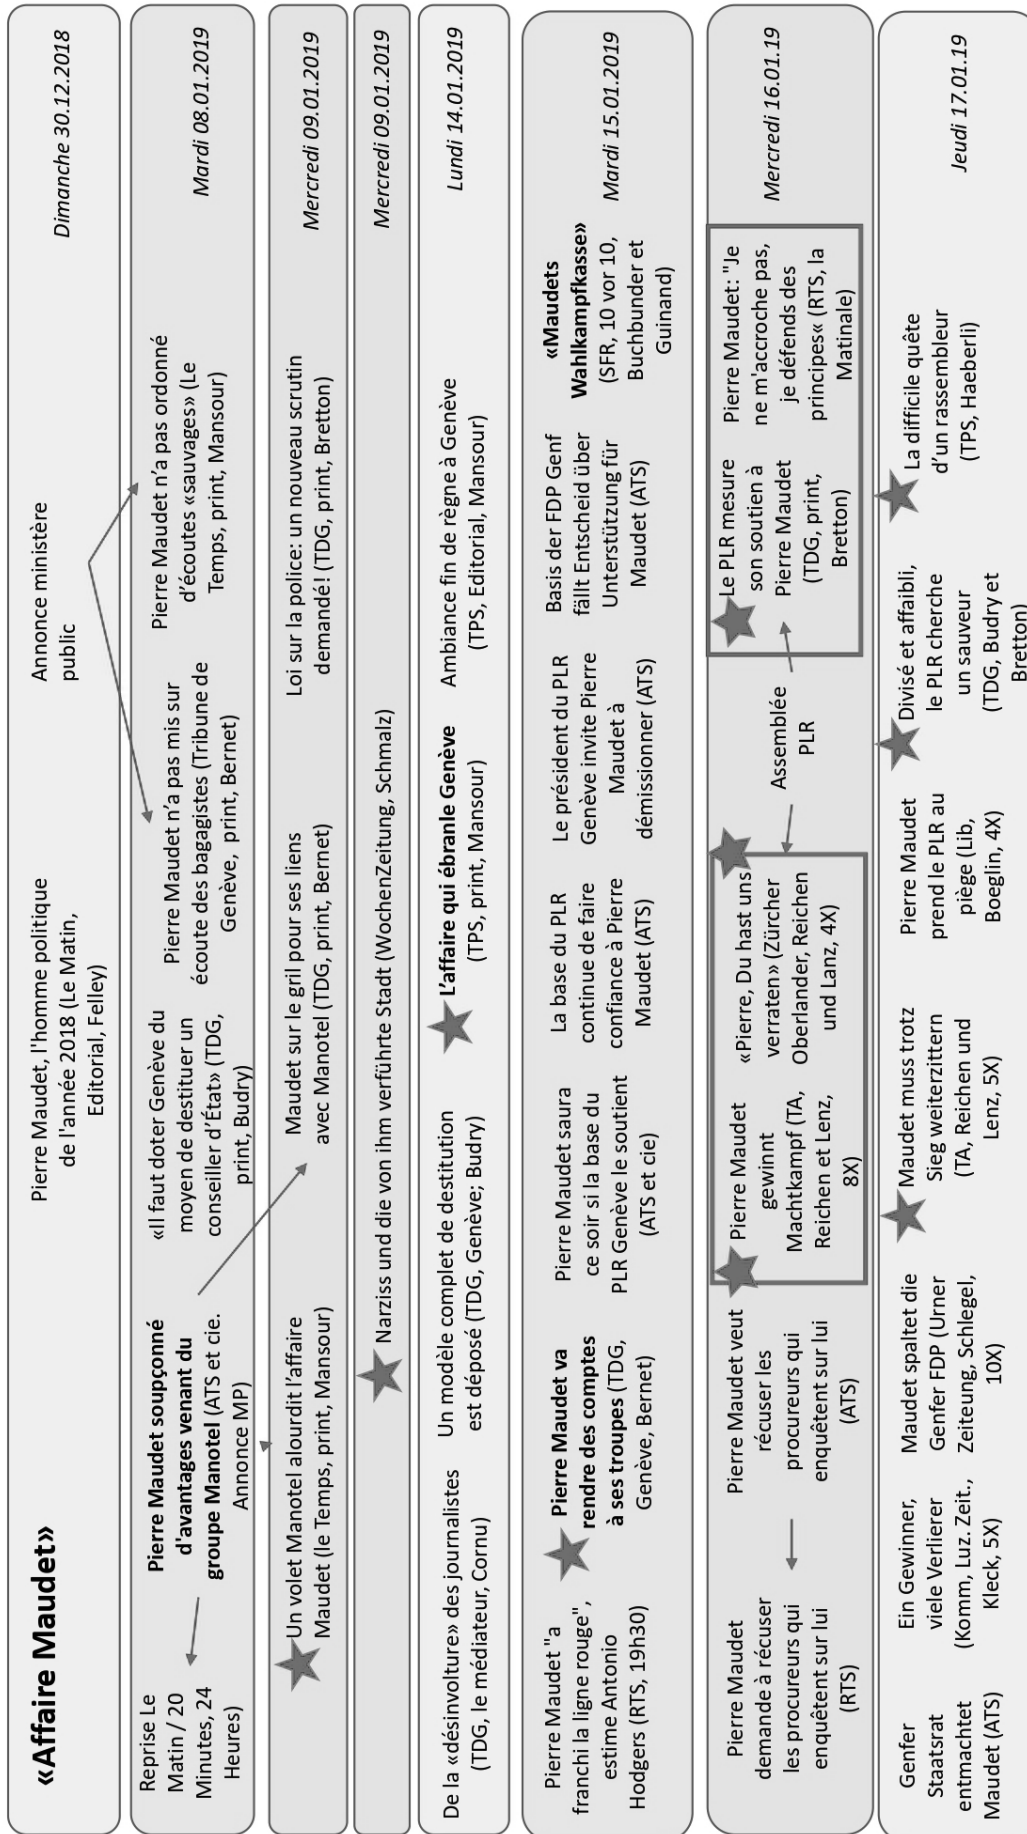 «Affaire Maudet»
Pierre Maudet, l'homme politique
de l'année 2018 (Le Matin,
Editorial, Felley)
Annonce ministère
public
Dimanche 30.12.2018
Reprise Le
Matin / 20
Minutes, 24
Heures)
Pierre Maudet soupçonné
d'avantages venant du
groupe Manotel (ATS et cie.
Annonce MP)
«Il faut doter Genève du
moyen de destituer un
conseiller d'État» (TDG,
print, Budry)
Pierre Maudet n'a pas mis sur
écoute des bagagistes (Tribune de
Genève, print, Bernet)
Pierre Maudet n'a pas ordonné
d'écoutes «sauvages» (Le
Temps, print, Mansour)
Mardi 08.01.2019
Un volet Manotel alourdit l'affaire
Maudet (le Temps, print, Mansour)
Maudet sur le gril pour ses liens
avec Manotel (TDG, print, Bernet)
Loi sur la police: un nouveau scrutin
demandé! (TDG, print, Bretton)
Mercredi 09.01.2019
Narziss und die von ihm verführte Stadt (WochenZeitung, Schmalz)
Mercredi 09.01.2019
De la «désinvolture» des journalistes
(TDG, le médiateur, Cornu)
Un modèle complet de destitution
est déposé (TDG, Genève; Budry)
L'affaire qui ébranle Genève
(TPS, print, Mansour)
Ambiance fin de règne à Genève
(TPS, Editorial, Mansour)
Lundi 14.01.2019
Pierre Maudet "a
franchi la ligne rouge",
estime Antonio
Hodgers (RTS, 19h30)
Pierre Maudet va
rendre des comptes
à ses troupes (TDG,
Genève, Bernet)
Pierre Maudet saura
ce soir si la base du
PLR Genève le soutient
(ATS et cie)
La base du PLR
continue de faire
confiance à Pierre
Maudet (ATS)
Le président du PLR
Genève invite Pierre
Maudet à
démissionner (ATS)
Basis der FDP Genf
fällt Entscheid über
Unterstützung für
Maudet (ATS)
«Maudets
Wahlkampfkasse»
(SFR, 10 vor 10,
Buchbunder et
Guinand)
Mardi 15.01.2019
Pierre Maudet
demande à récuser
les procureurs qui
enquêtent sur lui
(RTS)
Pierre Maudet veut
récuser les
procureurs qui
enquêtent sur lui
(ATS)
Pierre Maudet
gewinnt
Machtkampf (TA,
Reichen et Lenz,
8X)
«Pierre, Du hast uns
verraten» (Zürcher
Oberlander, Reichen
und Lanz, 4X)
Assemblée
PLR
Le PLR mesure
son soutien à
Pierre Maudet
(TDG, print,
Bretton)
Pierre Maudet: "Je
ne m'accroche pas,
je défends des
principes« (RTS, la
Matinale)
Mercredi 16.01.19
Genfer
Staatsrat
entmachtet
Maudet (ATS)
Ein Gewinner,
viele Verlierer
(Komm, Luz. Zeit.,
Kleck, 5X)
Maudet spaltet die
Genfer FDP (Urner
Zeiteung, Schlegel,
10X)
Maudet muss trotz
Sieg weiterzittern
(TA, Reichen und
Lenz, 5X)
Pierre Maudet
prend le PLR au
piège (Lib,
Boeglin, 4X)
Divisé et affaibli,
le PLR cherche
un sauveur
(TDG, Budry et
Bretton)
La difficile quête
d'un rassembleur
(TPS, Haeberli)
Jeudi 17.01.19